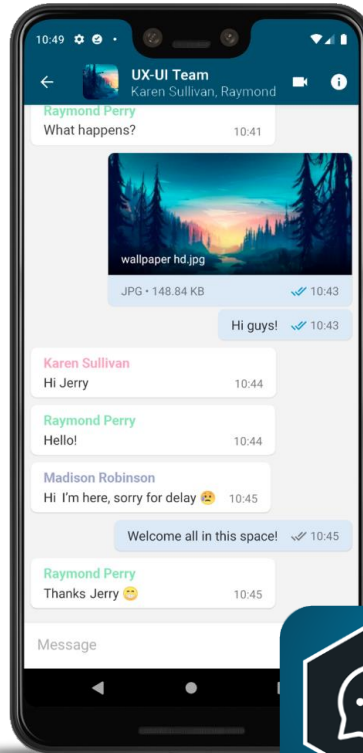 10:49
UX-UI Team
Karen Sullivan, Raymond
Raymond Perry
What happens?
10:41
wallpaper hd.jpg
JPG • 148.84 KB
10:43
Hi guys!
10:43
Karen Sullivan
Hi Jerry
10:44
Raymond Perry
Hello!
10:44
Madison Robinson
Hi I'm here, sorry for delay 😥
10:45
Welcome all in this space!
10:45
Raymond Perry
Thanks Jerry 😁
10:45
Message